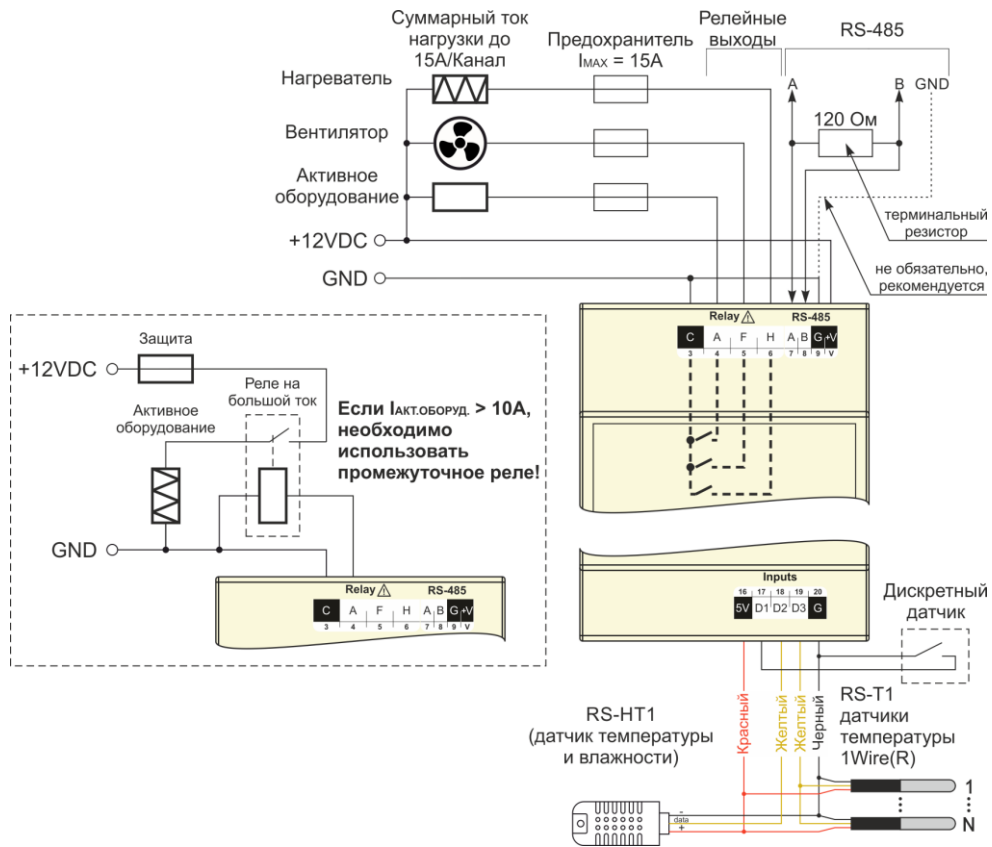 Суммарный ток
нагрузки до
15А/Канал
Предохранитель
IMAX = 15А
Релейные
выходы
RS-485
Нагреватель
A
B
GND
120 Ом
Вентилятор
Активное
оборудование
терминальный
резистор
+12VDC
GND
не обязательно,
рекомендуется
Relay
RS-485
C A F H A B G +V
3 4 5 6 7 8 9 V
Защита
+12VDC
Реле на
большой ток
Активное
оборудование
Если IАКТ.ОБОРУД. > 10А,
необходимо
использовать
промежуточное реле!
GND
Relay
RS-485
C A F H A B G +V
3 4 5 6 7 8 9 V
Inputs
16 17 18 19 20
5V D1 D2 D3 G
Дискретный
датчик
Красный
Желтый
Желтый
Черный
RS-HT1
(датчик температуры
и влажности)
RS-T1
датчики
температуры
1Wire(R)
1
N
-
data
+